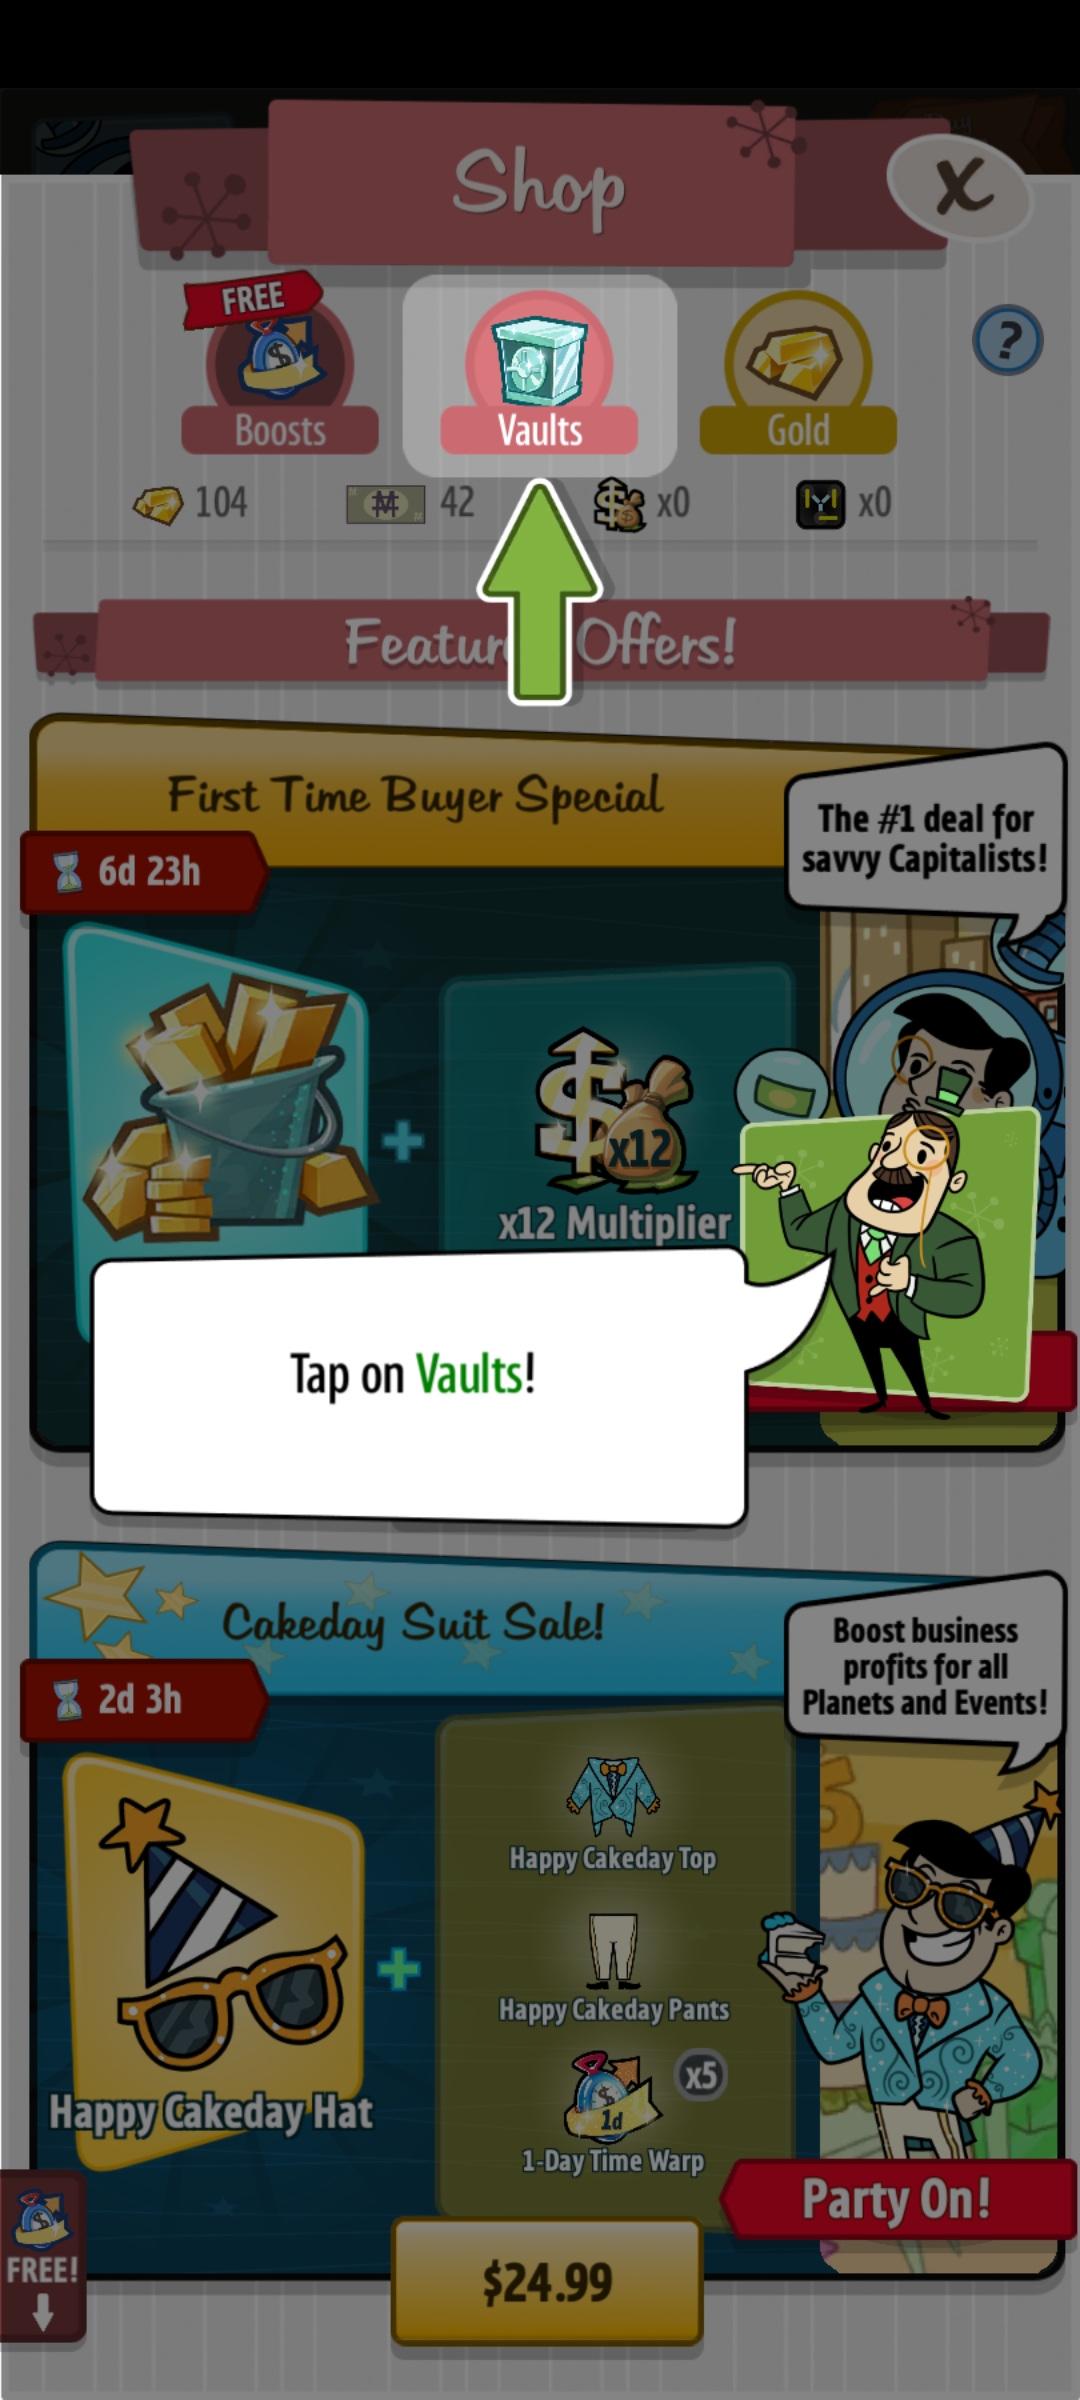 Shop
X
FREE
Boosts
Vaults
Gold
?
104
42
x0
x0
Offers!
First Time Buyer Special
The #1 deal for
savvy Capitalists!
6d 23h
x12
x12 Multiplier
Tap on Vaults!
Cakeday Suit Sale!
Boost business
profits for all
Planets and Events!
2d 3h
Happy Cakeday Top
Happy Cakeday Pants
x5
1d
1-Day Time Warp
Happy Cakeday Hat
Party On!
FREE!
$24.99